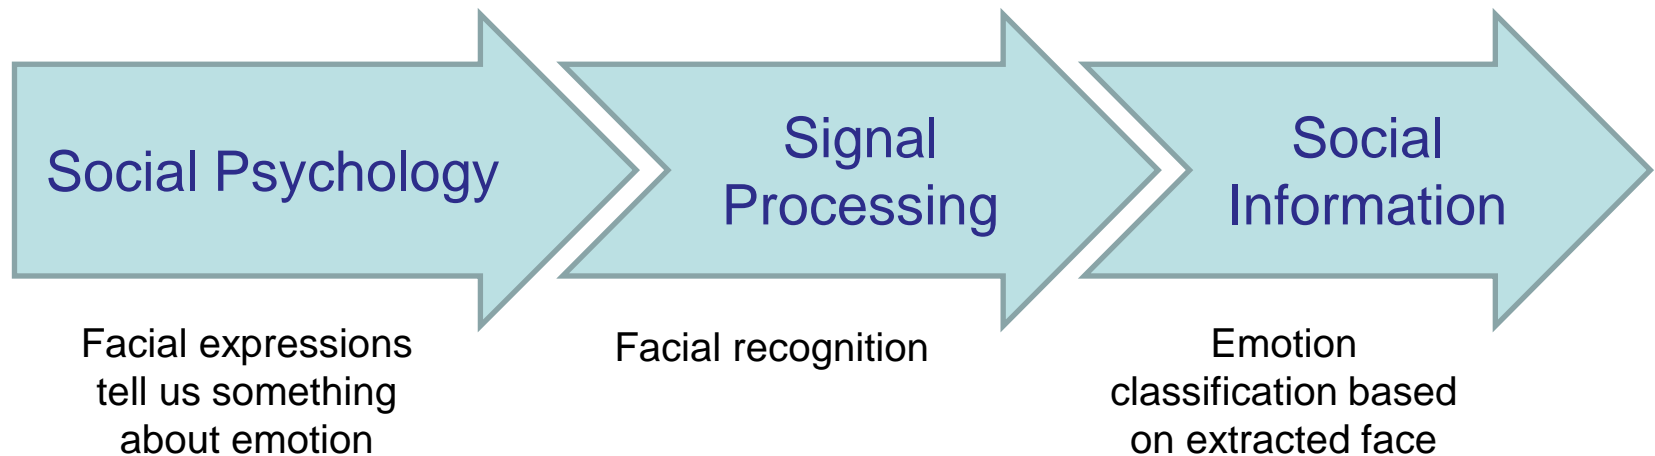 Social Psychology
Signal
Processing
Social
Information
Facial expressions
tell us something
about emotion
Facial recognition
Emotion
classification based
on extracted face